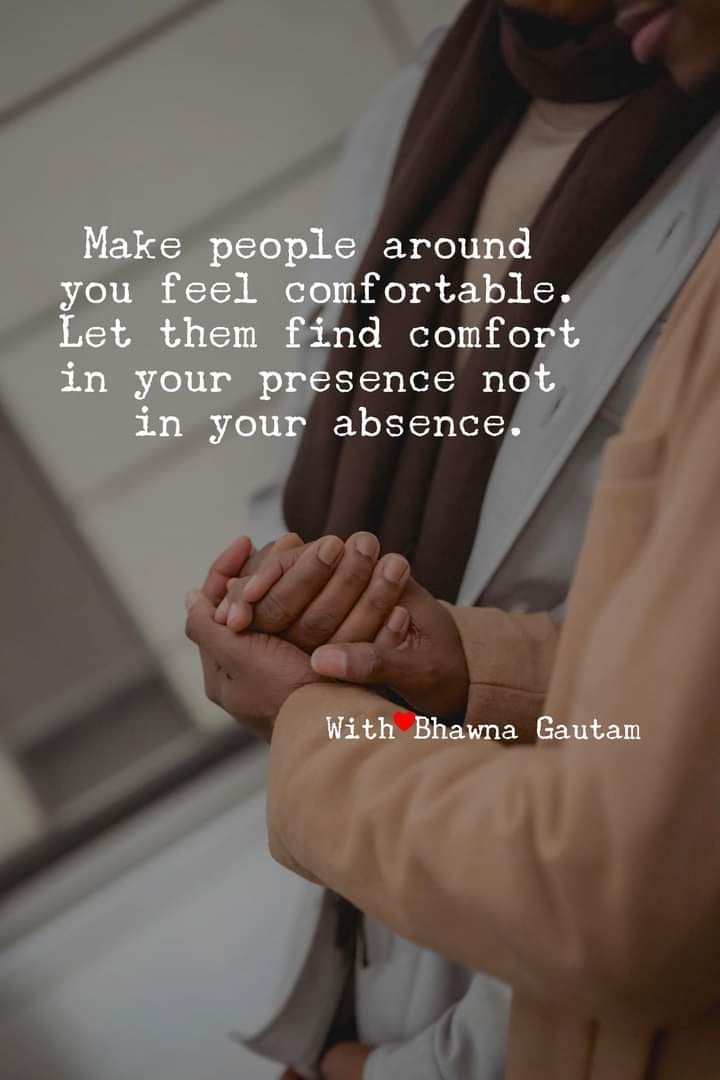 Make people around
you feel comfortable.
Let them find comfort
in your presence not
in your absence.
With❤Bhawna Gautam